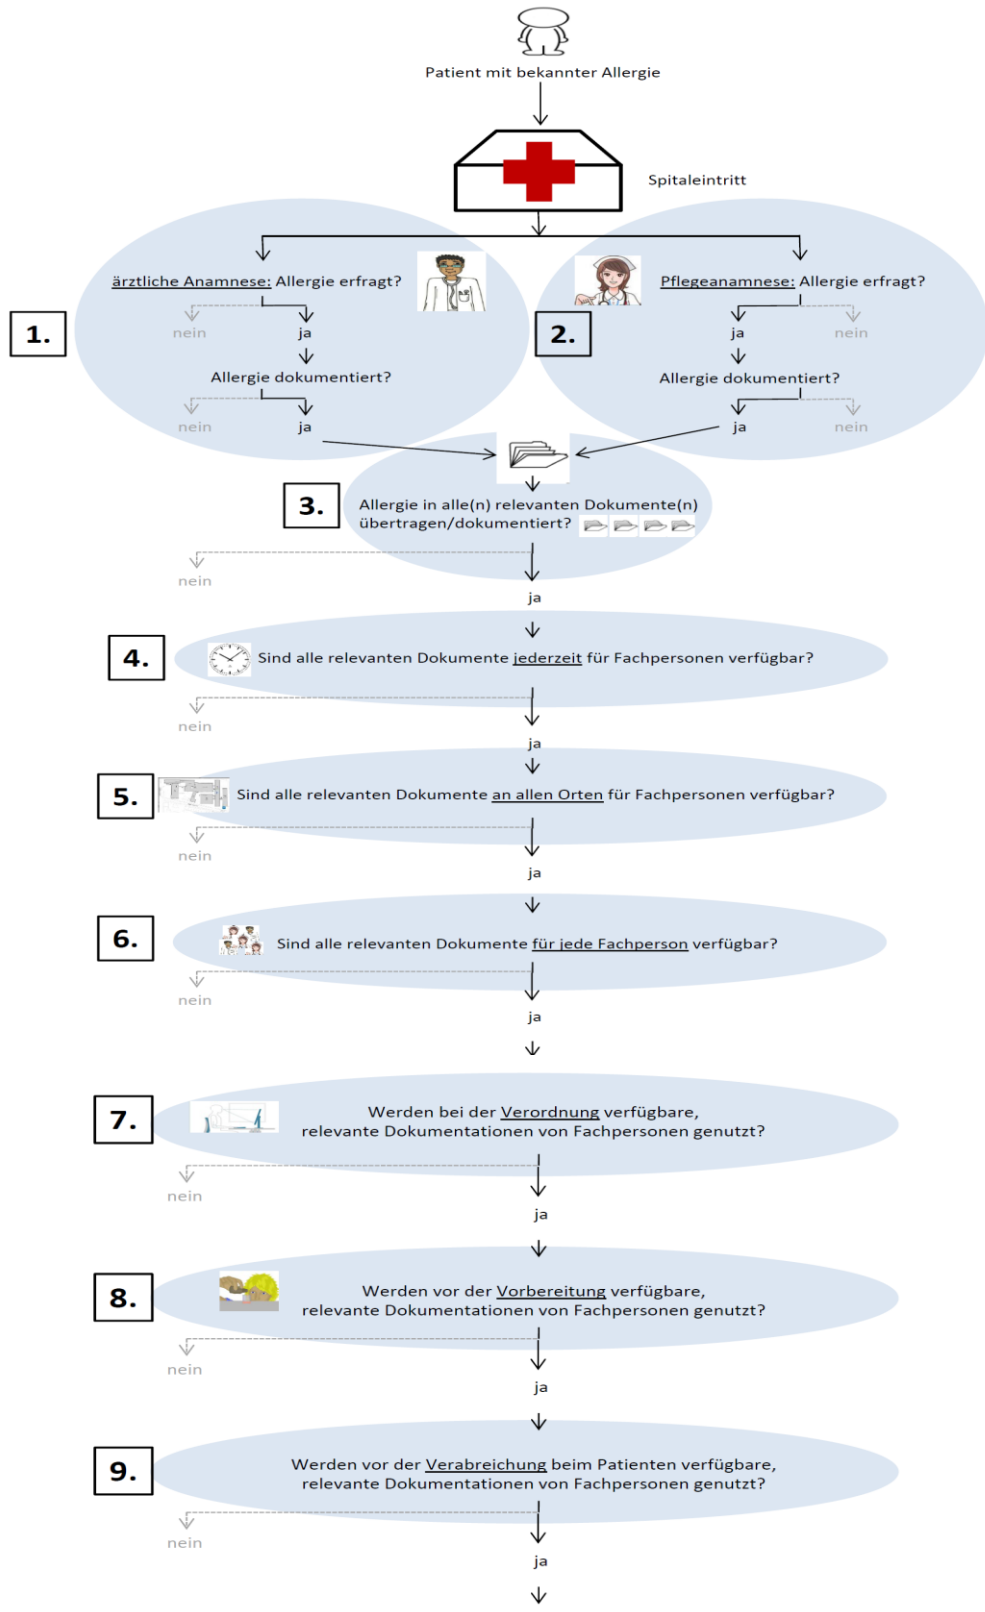 Patient mit bekannter Allergie
Spitaleintritt
1.
ärztliche Anamnese: Allergie erfragt?
nein
ja
Allergie dokumentiert?
nein
ja
2.
Pflegeanamnese: Allergie erfragt?
ja
nein
Allergie dokumentiert?
ja
nein
3.
Allergie in alle(n) relevanten Dokumente(n)
übertragen/dokumentiert?
nein
ja
4.
Sind alle relevanten Dokumente jederzeit für Fachpersonen verfügbar?
nein
ja
5.
Sind alle relevanten Dokumente an allen Orten für Fachpersonen verfügbar?
nein
ja
6.
Sind alle relevanten Dokumente für jede Fachperson verfügbar?
nein
ja
7.
Werden bei der Verordnung verfügbare,
relevante Dokumentationen von Fachpersonen genutzt?
nein
ja
8.
Werden vor der Vorbereitung verfügbare,
relevante Dokumentationen von Fachpersonen genutzt?
nein
ja
9.
Werden vor der Verabreichung beim Patienten verfügbare,
relevante Dokumentationen von Fachpersonen genutzt?
nein
ja